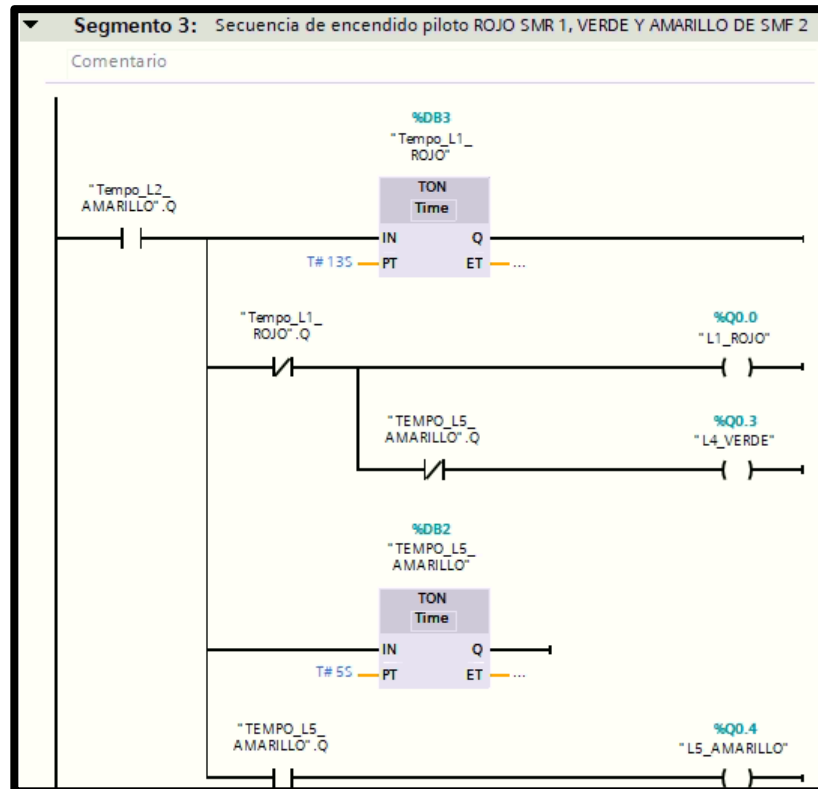 Segmento 3: Secuencia de encendido piloto ROJO SMR 1, VERDE Y AMARILLO DE SMF 2
Comentario
%DB3
"Tempo_L1_
ROJO"
"Tempo_L2_
AMARILLO".Q
TON
Time
IN Q
T# 13S PT ET ...
"Tempo_L1_
ROJO".Q
%Q0.0
"L1_ROJO"
"TEMPO_L5_
AMARILLO".Q
%Q0.3
"L4_VERDE"
%DB2
"TEMPO_L5_
AMARILLO"
TON
Time
IN Q
T# 5S PT ET ...
"TEMPO_L5_
AMARILLO".Q
%Q0.4
"L5_AMARILLO"